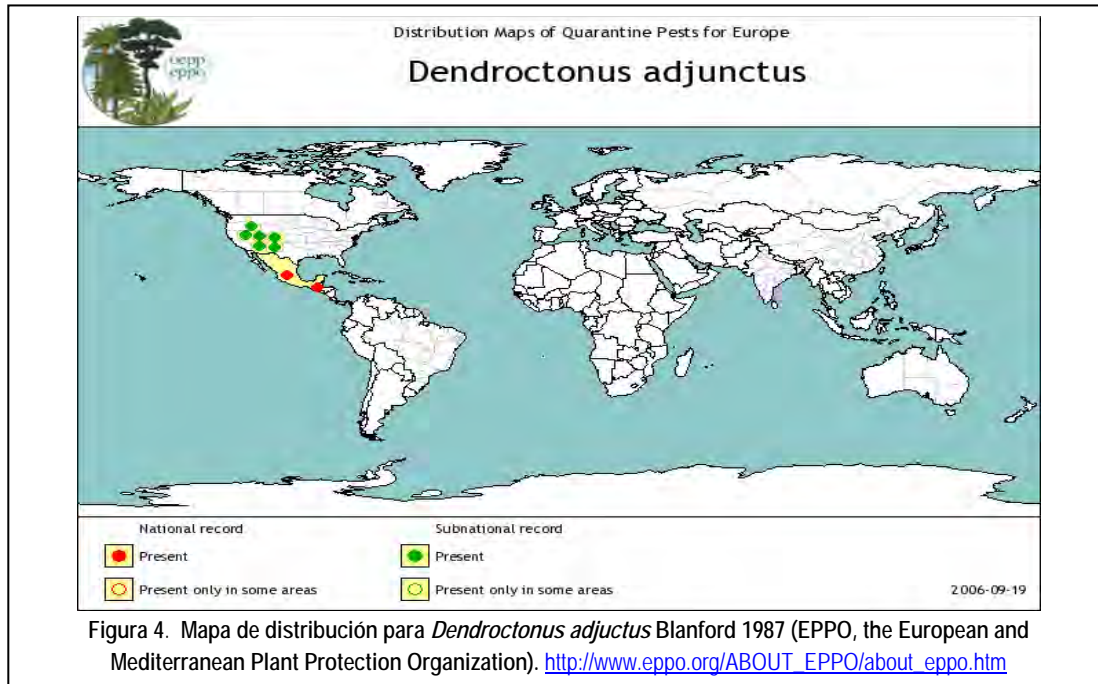 oepp
eppo
Distribution Maps of Quarantine Pests for Europe
Dendroctonus adjunctus
National record
Subnational record
Present
Present
Present only in some areas
Present only in some areas
2006-09-19
Figura 4. Mapa de distribución para Dendroctonus adjuctus Blanford 1987 (EPPO, the European and
Mediterranean Plant Protection Organization). http://www.eppo.org/ABOUT_EPPO/about_eppo.htm